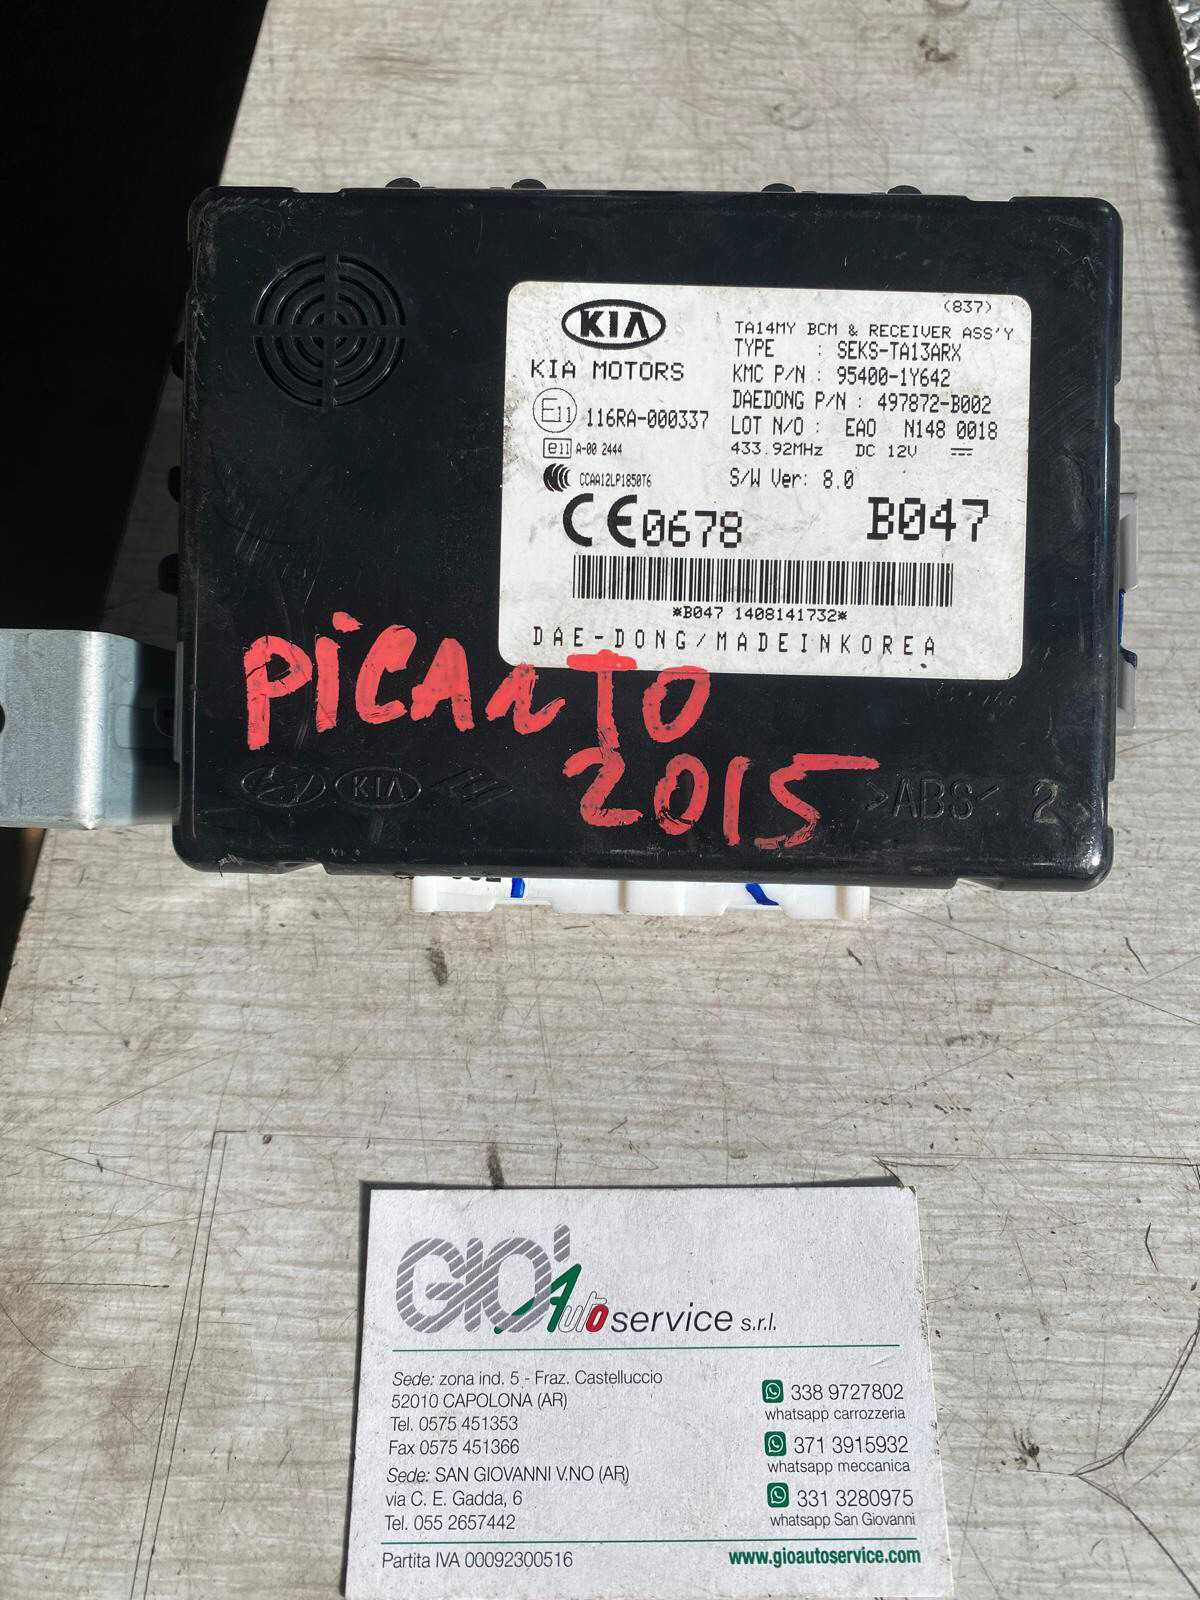 (837)
KIA
KIA MOTORS
TA14MY BCM & RECEIVER ASS'Y
TYPE : SEKS-TA13ARX
KMC P/N : 95400-1Y642
DAEDONG P/N : 497872-B002
LOT N/O : EAO N148 0018
433.92MHz DC 12V
S/W Ver: 8.0
E11 116RA-000337
e11 A-00 2444
CCAA12LP1850T6
CE0678
B047
*B047 1408141732*
DAE-DONG/MADEINKOREA
PiCAnTO
2015
KIA
>ABS< 2
GIO' Autoservice s.r.l.
Sede: zona ind. 5 - Fraz. Castelluccio
52010 CAPOLONA (AR)
Tel. 0575 451353
Fax 0575 451366
Sede: SAN GIOVANNI V.NO (AR)
via C. E. Gadda, 6
Tel. 055 2657442
338 9727802
whatsapp carrozzeria
371 3915932
whatsapp meccanica
331 3280975
whatsapp San Giovanni
Partita IVA 00092300516
www.gioautoservice.com